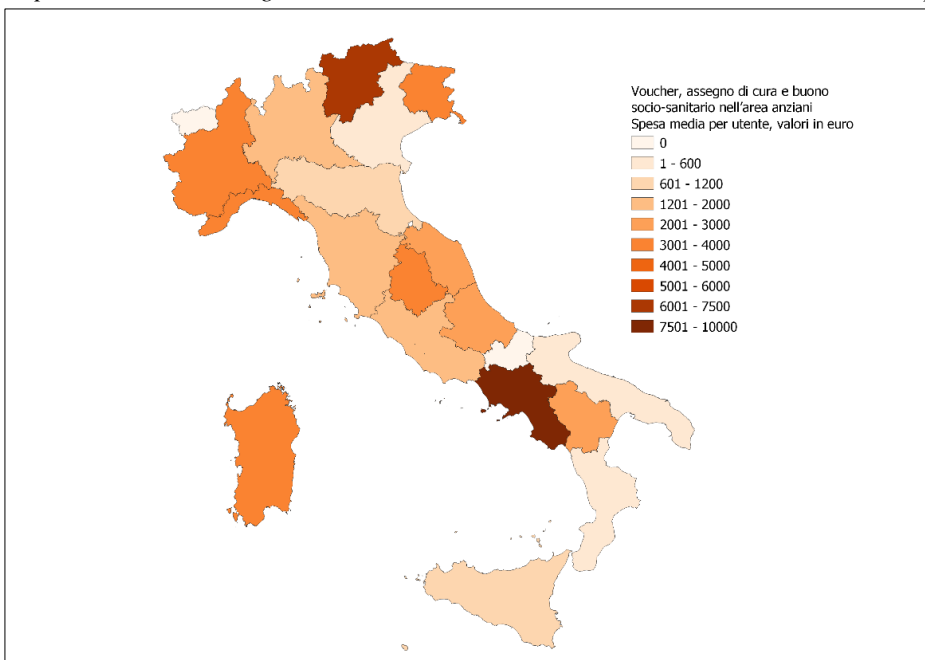 Voucher, assegno di cura e buono
socio-sanitario nell'area anziani
Spesa media per utente, valori in euro
0
1 - 600
601 - 1200
1201 - 2000
2001 - 3000
3001 - 4000
4001 - 5000
5001 - 6000
6001 - 7500
7501 - 10000